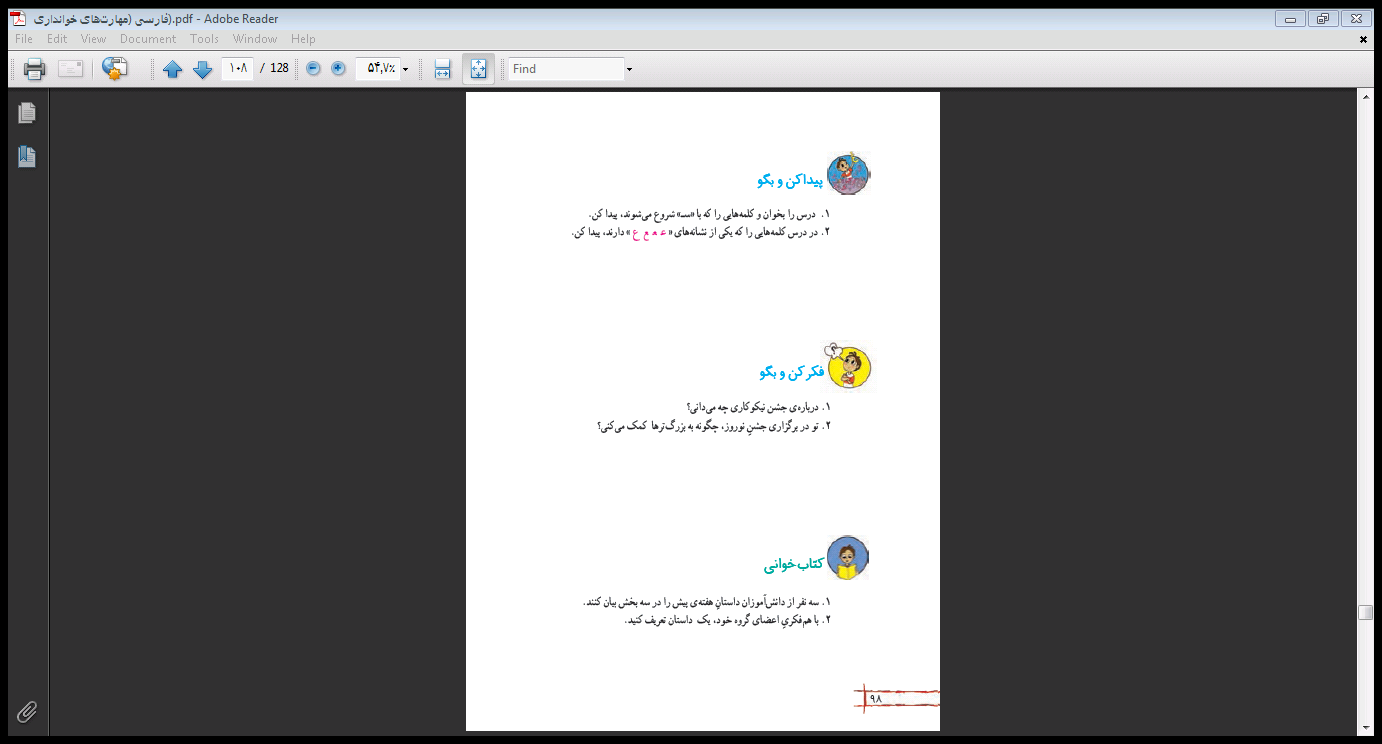 فارسی (مهارت‌های خوانداری).pdf - Adobe Reader
File Edit View Document Tools Window Help
۱۰۸ / 128 ۵۴٫۷٪ Find
پیدا کن و بگو
۱. درس را بخوان و کلمه‌هایی را که با «سـ» شروع می‌شوند، پیدا کن.
۲. در درس کلمه‌هایی را که یکی از نشانه‌های « عـ ـعـ ـع ع » دارند، پیدا کن.
فکر کن و بگو
۱. درباره‌ی جشن نیکوکاری چه می‌دانی؟
۲. تو در برگزاری جشنِ نوروز، چگونه به بزرگ‌ترها کمک می‌کنی؟
کتاب‌خوانی
۱. سه نفر از دانش‌آموزان داستانِ هفته‌ی پیش را در سه بخش بیان کنند.
۲. با هم‌فکریِ اعضای گروه خود، یک داستان تعریف کنید.
۹۸